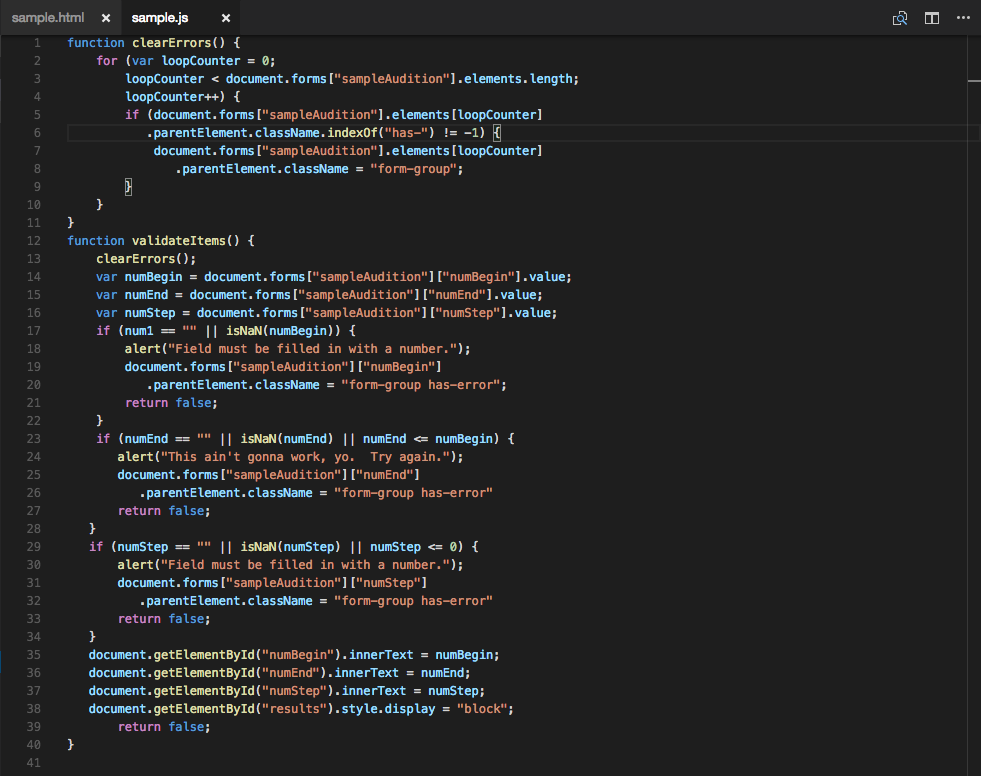 sample.html × sample.js ×
1 function clearErrors() {
2     for (var loopCounter = 0;
3         loopCounter < document.forms["sampleAudition"].elements.length;
4         loopCounter++) {
5         if (document.forms["sampleAudition"].elements[loopCounter]
6            .parentElement.className.indexOf("has-") != -1) {
7             document.forms["sampleAudition"].elements[loopCounter]
8                .parentElement.className = "form-group";
9         }
10     }
11 }
12 function validateItems() {
13     clearErrors();
14     var numBegin = document.forms["sampleAudition"]["numBegin"].value;
15     var numEnd = document.forms["sampleAudition"]["numEnd"].value;
16     var numStep = document.forms["sampleAudition"]["numStep"].value;
17     if (num1 == "" || isNaN(numBegin)) {
18         alert("Field must be filled in with a number.");
19         document.forms["sampleAudition"]["numBegin"]
20            .parentElement.className = "form-group has-error";
21         return false;
22     }
23     if (numEnd == "" || isNaN(numEnd) || numEnd <= numBegin) {
24        alert("This ain't gonna work, yo.  Try again.");
25        document.forms["sampleAudition"]["numEnd"]
26           .parentElement.className = "form-group has-error"
27        return false;
28    }
29    if (numStep == "" || isNaN(numStep) || numStep <= 0) {
30        alert("Field must be filled in with a number.");
31        document.forms["sampleAudition"]["numStep"]
32           .parentElement.className = "form-group has-error"
33        return false;
34    }
35    document.getElementById("numBegin").innerText = numBegin;
36    document.getElementById("numEnd").innerText = numEnd;
37    document.getElementById("numStep").innerText = numStep;
38    document.getElementById("results").style.display = "block";
39        return false;
40 }
41